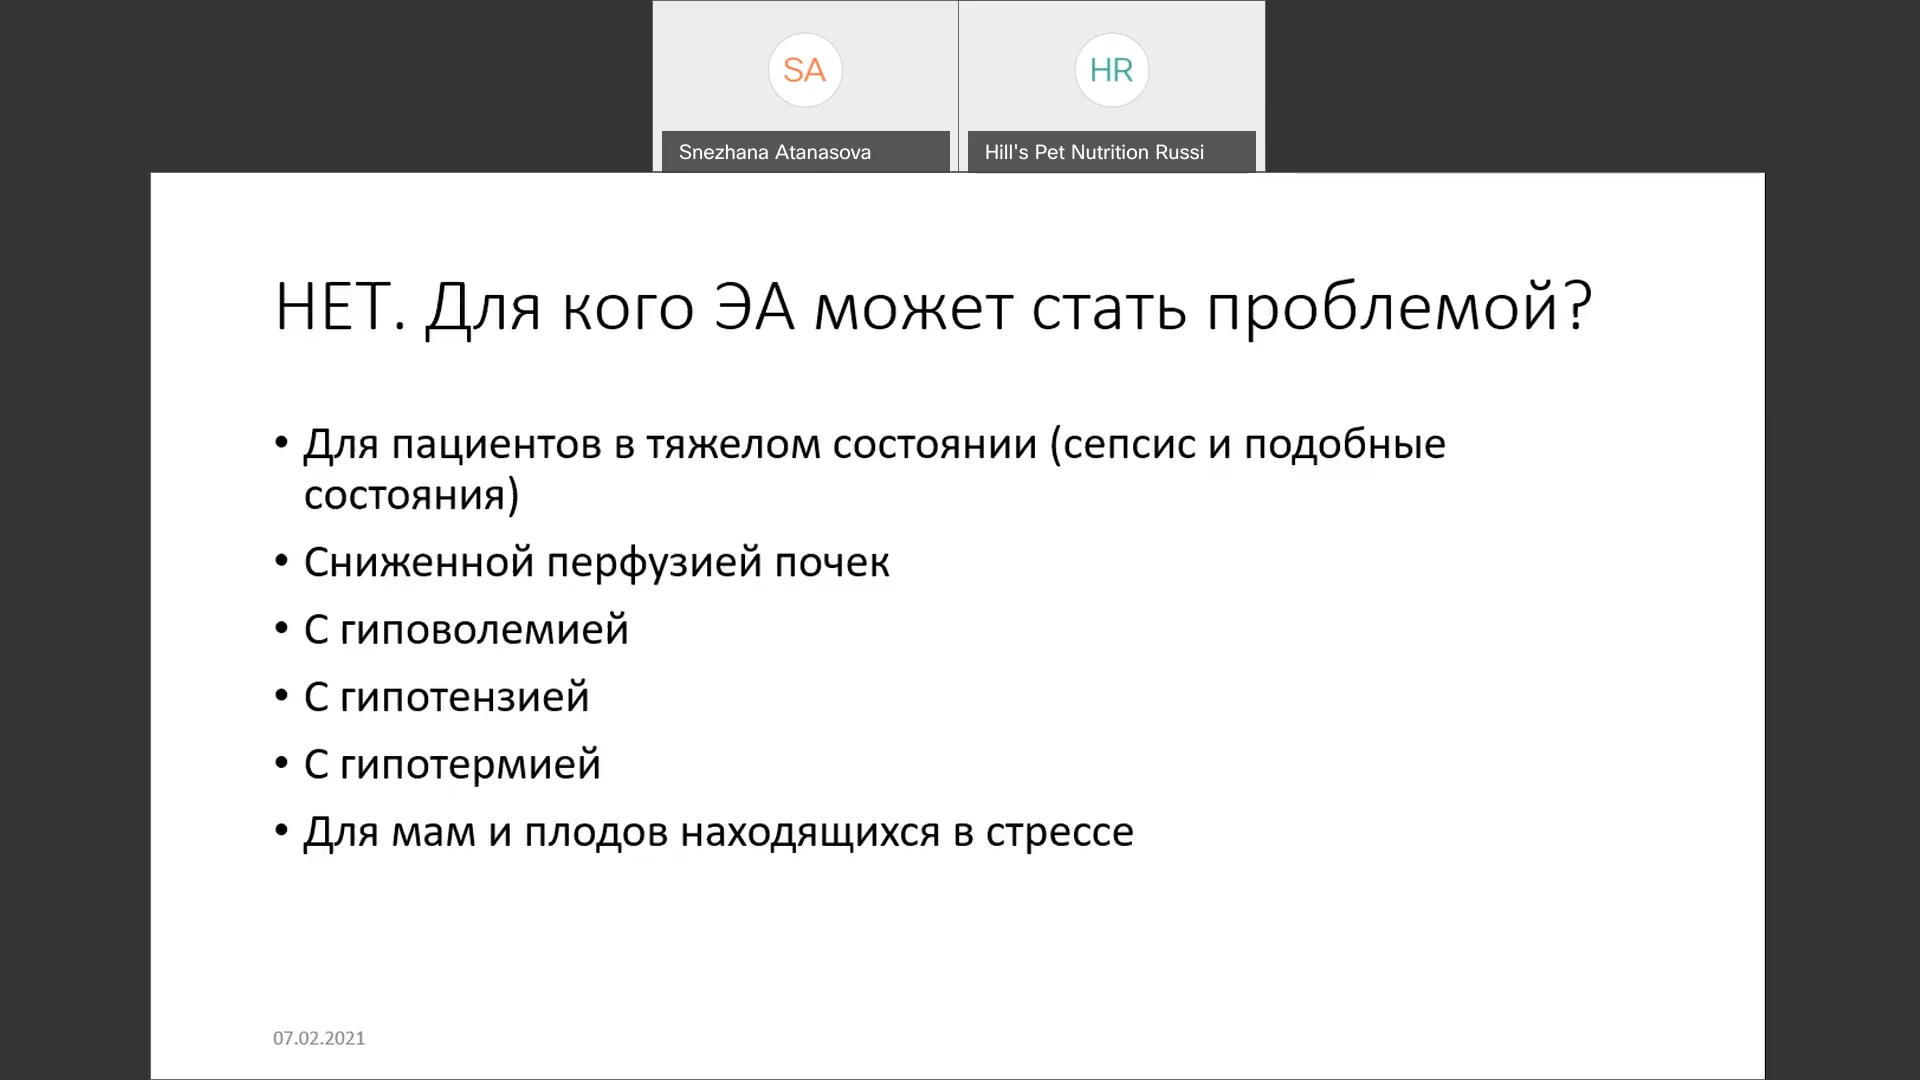 SA
HR
Snezhana Atanasova
Hill's Pet Nutrition Russi
НЕТ. Для кого ЭА может стать проблемой?
• Для пациентов в тяжелом состоянии (сепсис и подобные
состояния)
• Сниженной перфузией почек
• С гиповолемией
• С гипотензией
• С гипотермией
• Для мам и плодов находящихся в стрессе
07.02.2021